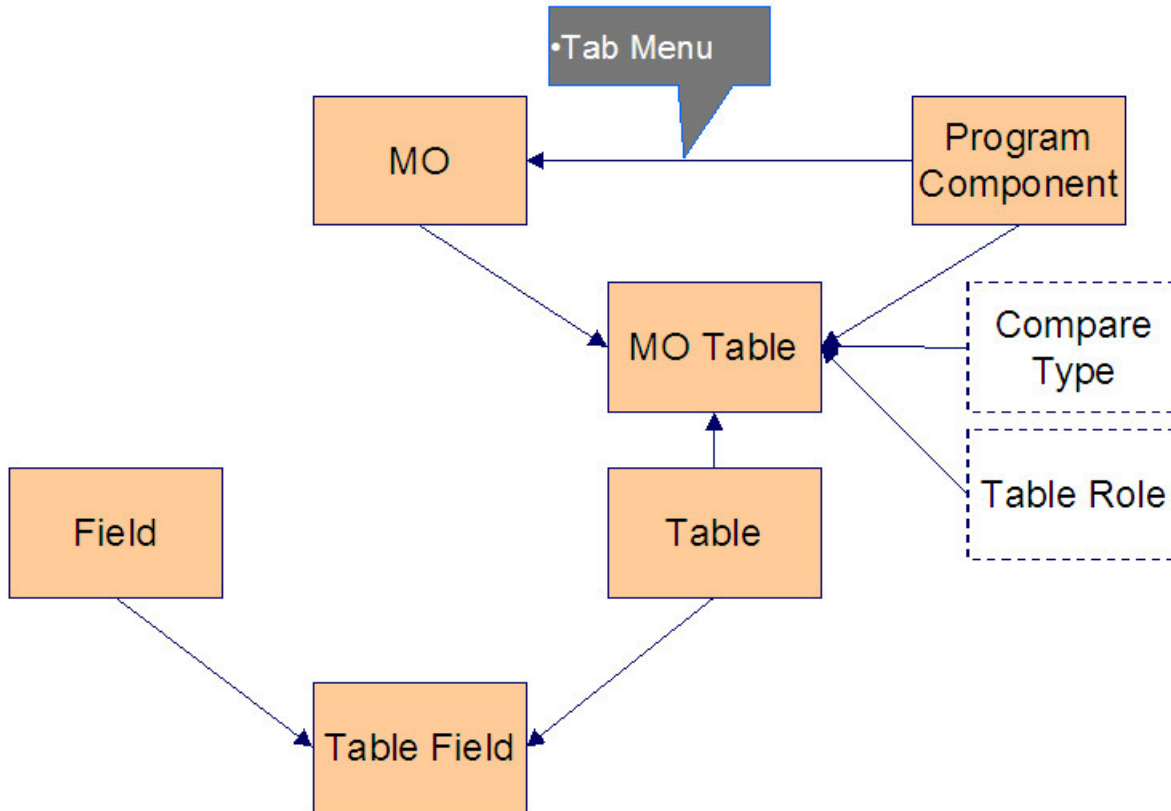 •Tab Menu
MO
Program
Component
MO Table
Compare
Type
Table Role
Field
Table
Table Field